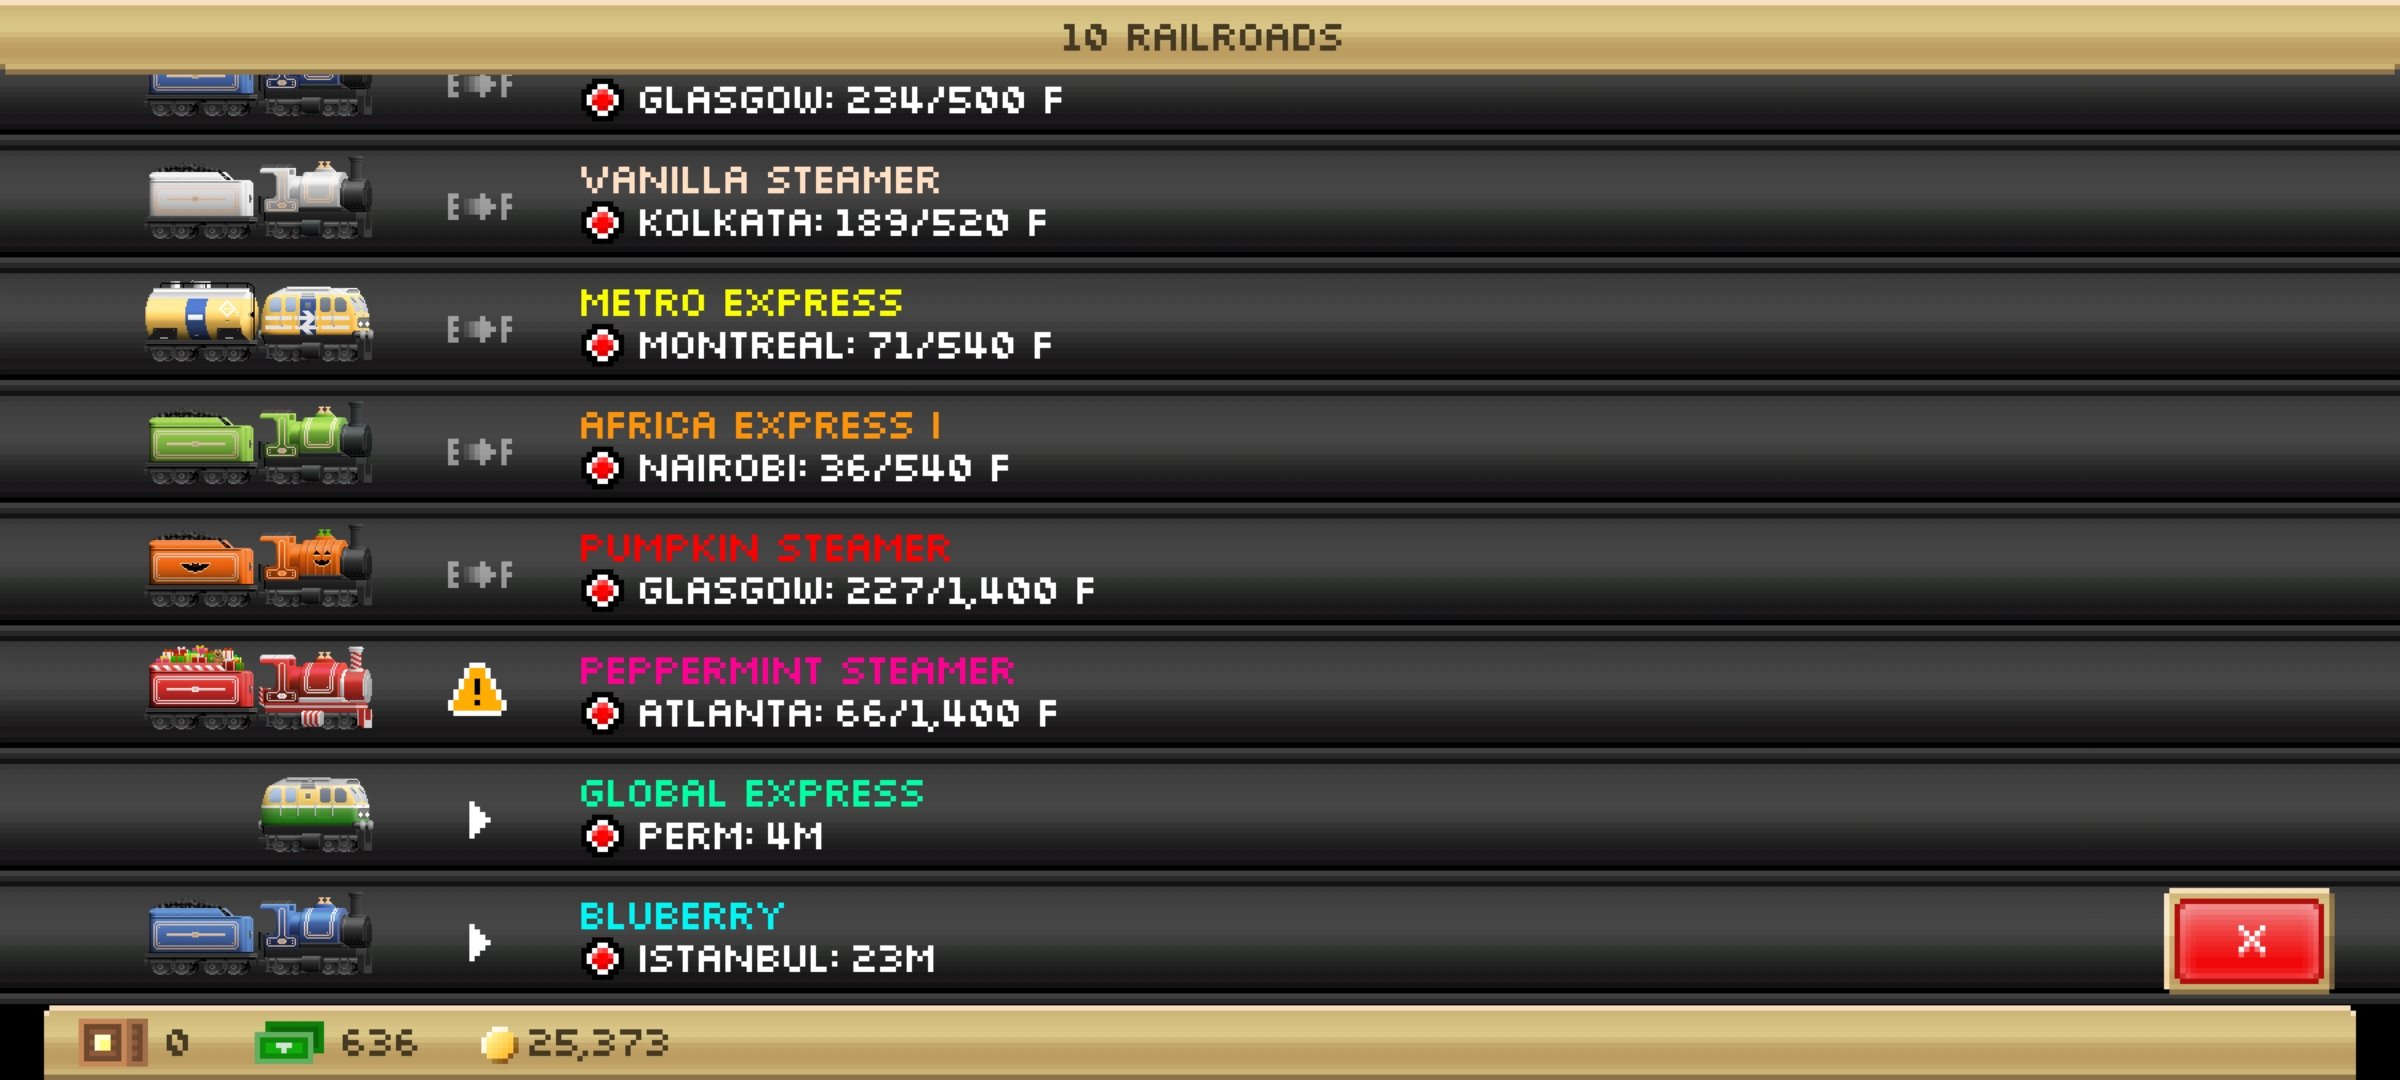 10 RAILROADS
E F
GLASGOW: 234/500 F
VANILLA STEAMER
E F
KOLKATA: 189/520 F
METRO EXPRESS
E F
MONTREAL: 71/540 F
AFRICA EXPRESS I
E F
NAIROBI: 36/540 F
PUMPKIN STEAMER
E F
GLASGOW: 227/1,400 F
PEPPERMINT STEAMER
!
ATLANTA: 66/1,400 F
GLOBAL EXPRESS
PERM: 4M
BLUBERRY
ISTANBUL: 23M
X
0 636 25,373